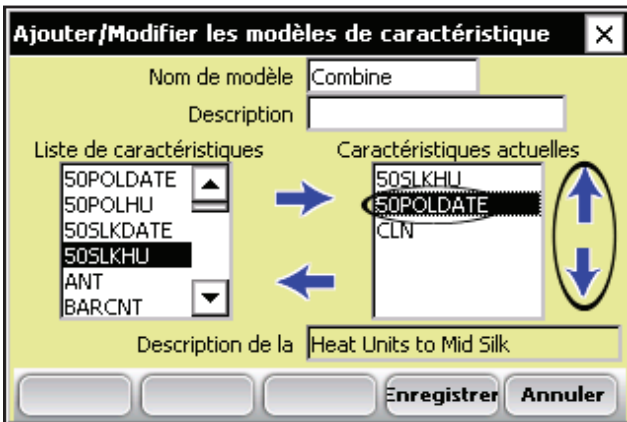 Ajouter/Modifier les modèles de caractéristique
Nom de modèle Combine
Description
Liste de caractéristiques
50POLDATE
50POLHU
50SLKDATE
50SLKHU
ANT
BARCNT
Caractéristiques actuelles
50SLKHU
50POLDATE
CLN
Description de la Heat Units to Mid Silk
Enregistrer Annuler